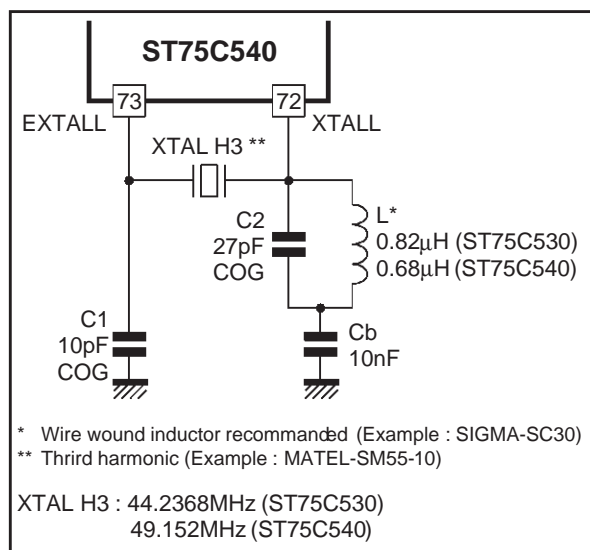 ST75C540
73
72
EXTALL
XTALL
XTAL H3 **
C2
27pF
COG
L*
0.82μH (ST75C530)
0.68μH (ST75C540)
C1
10pF
COG
Cb
10nF
* Wire wound inductor recommanded (Example : SIGMA-SC30)
** Thrird harmonic (Example : MATEL-SM55-10)
XTAL H3 : 44.2368MHz (ST75C530)
49.152MHz (ST75C540)